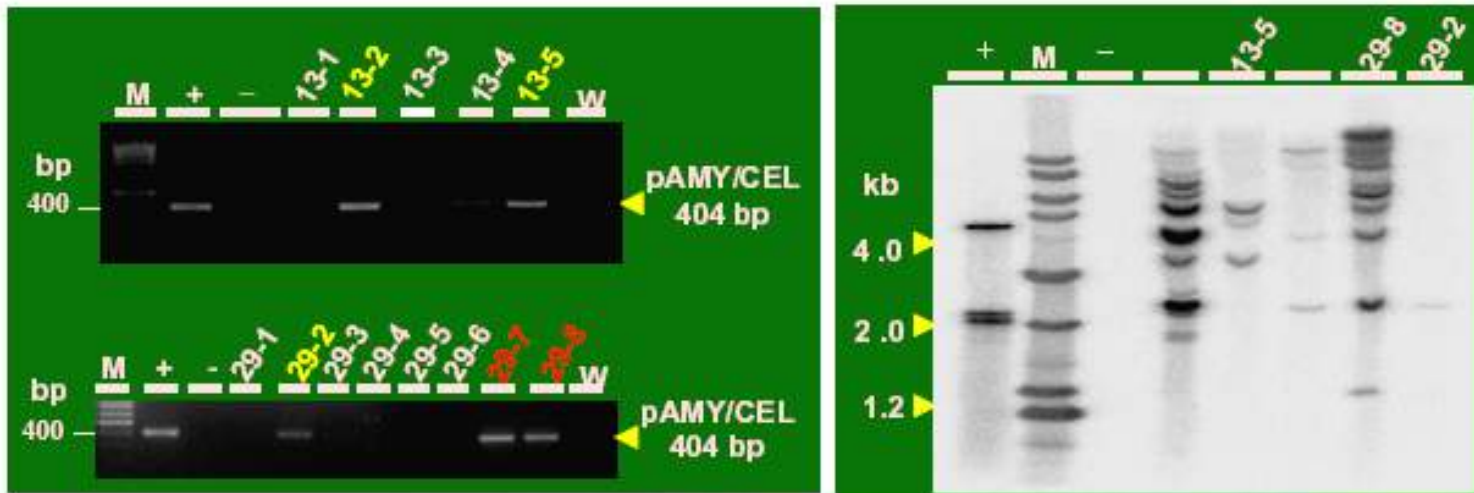 M + – 13-1 13-2 13-3 13-4 13-5 W
bp
400
pAMY/CEL
404 bp
M + - 29-1 29-2 29-3 29-4 29-5 29-6 29-7 29-8 W
bp
400
pAMY/CEL
404 bp
+ M – 13-5 29-8 29-2
kb
4 .0
2 .0
1.2